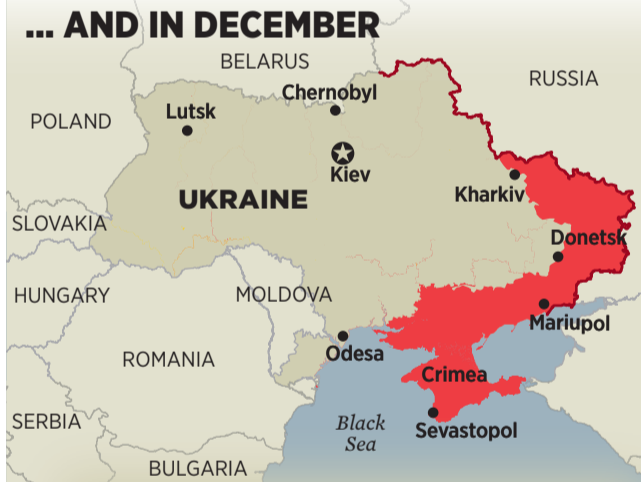 ... AND IN DECEMBER
BELARUS
RUSSIA
Chernobyl
Lutsk
POLAND
Kiev
Kharkiv
UKRAINE
SLOVAKIA
Donetsk
HUNGARY
MOLDOVA
Mariupol
Odesa
ROMANIA
Crimea
SERBIA
Black
Sea
Sevastopol
BULGARIA